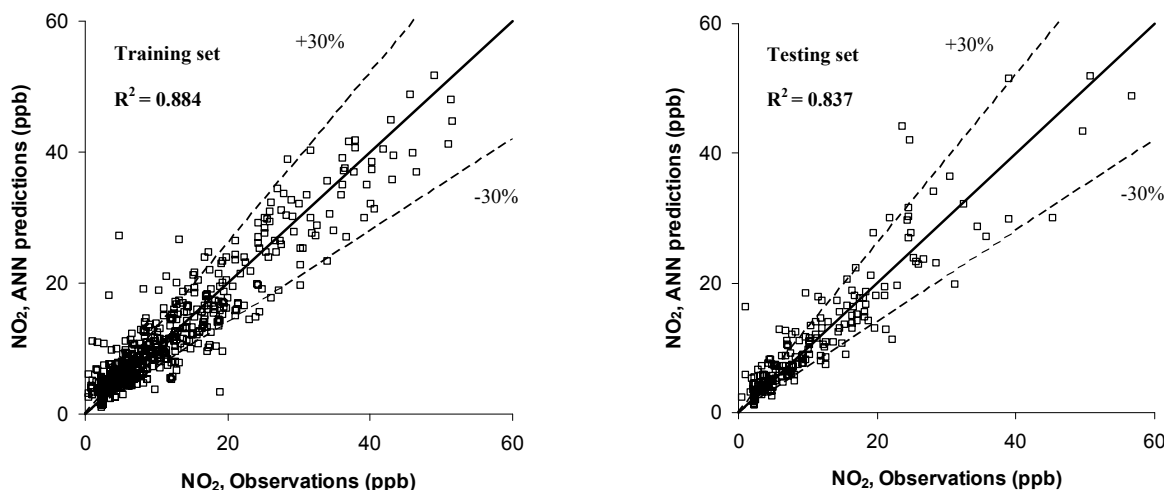 Training set
R² = 0.884
+30%
-30%
60
40
20
0
0 20 40 60
NO₂, ANN predictions (ppb)
NO₂, Observations (ppb)
Testing set
R² = 0.837
+30%
-30%
60
40
20
0
0 20 40 60
NO₂, ANN predictions (ppb)
NO₂, Observations (ppb)